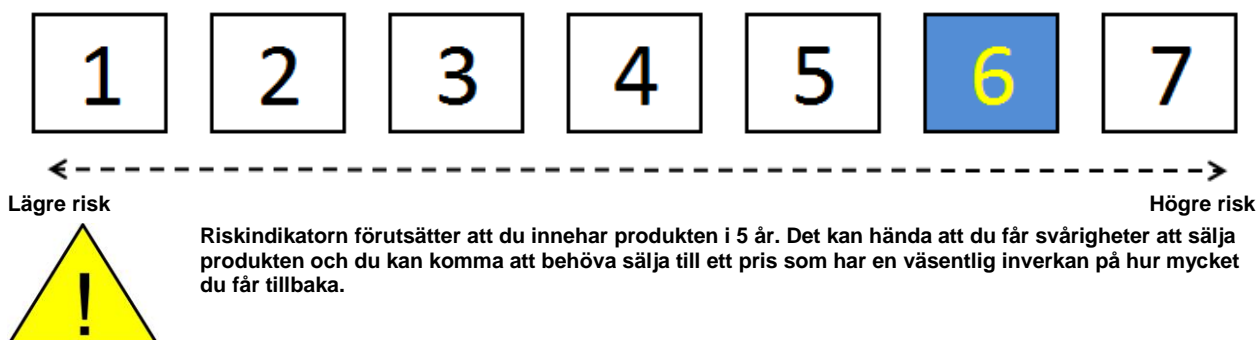 1 2 3 4 5 6 7
Lägre risk Högre risk
Riskindikatorn förutsätter att du innehar produkten i 5 år. Det kan hända att du får svårigheter att sälja
produkten och du kan komma att behöva sälja till ett pris som har en väsentlig inverkan på hur mycket
du får tillbaka.
!